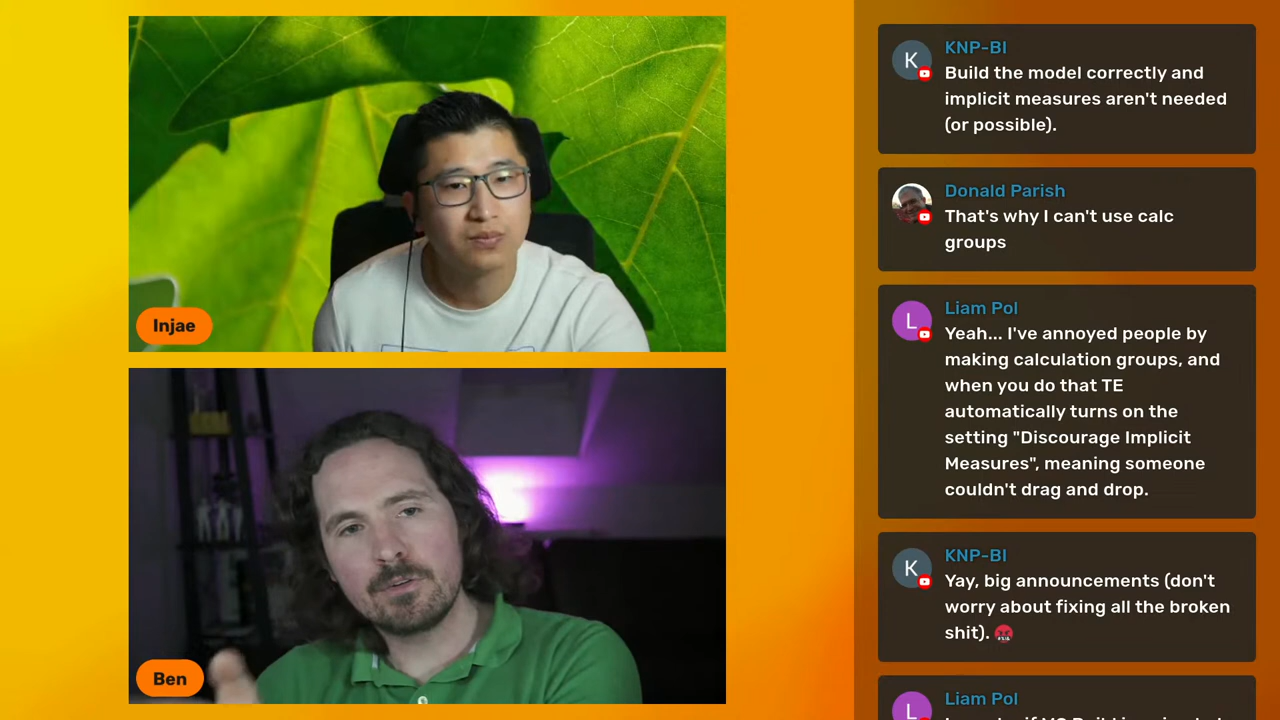 Injae
Ben
K
KNP-BI
Build the model correctly and
implicit measures aren't needed
(or possible).
Donald Parish
That's why I can't use calc
groups
L
Liam Pol
Yeah... I've annoyed people by
making calculation groups, and
when you do that TE
automatically turns on the
setting "Discourage Implicit
Measures", meaning someone
couldn't drag and drop.
K
KNP-BI
Yay, big announcements (don't
worry about fixing all the broken
shit). 🤬
L
Liam Pol